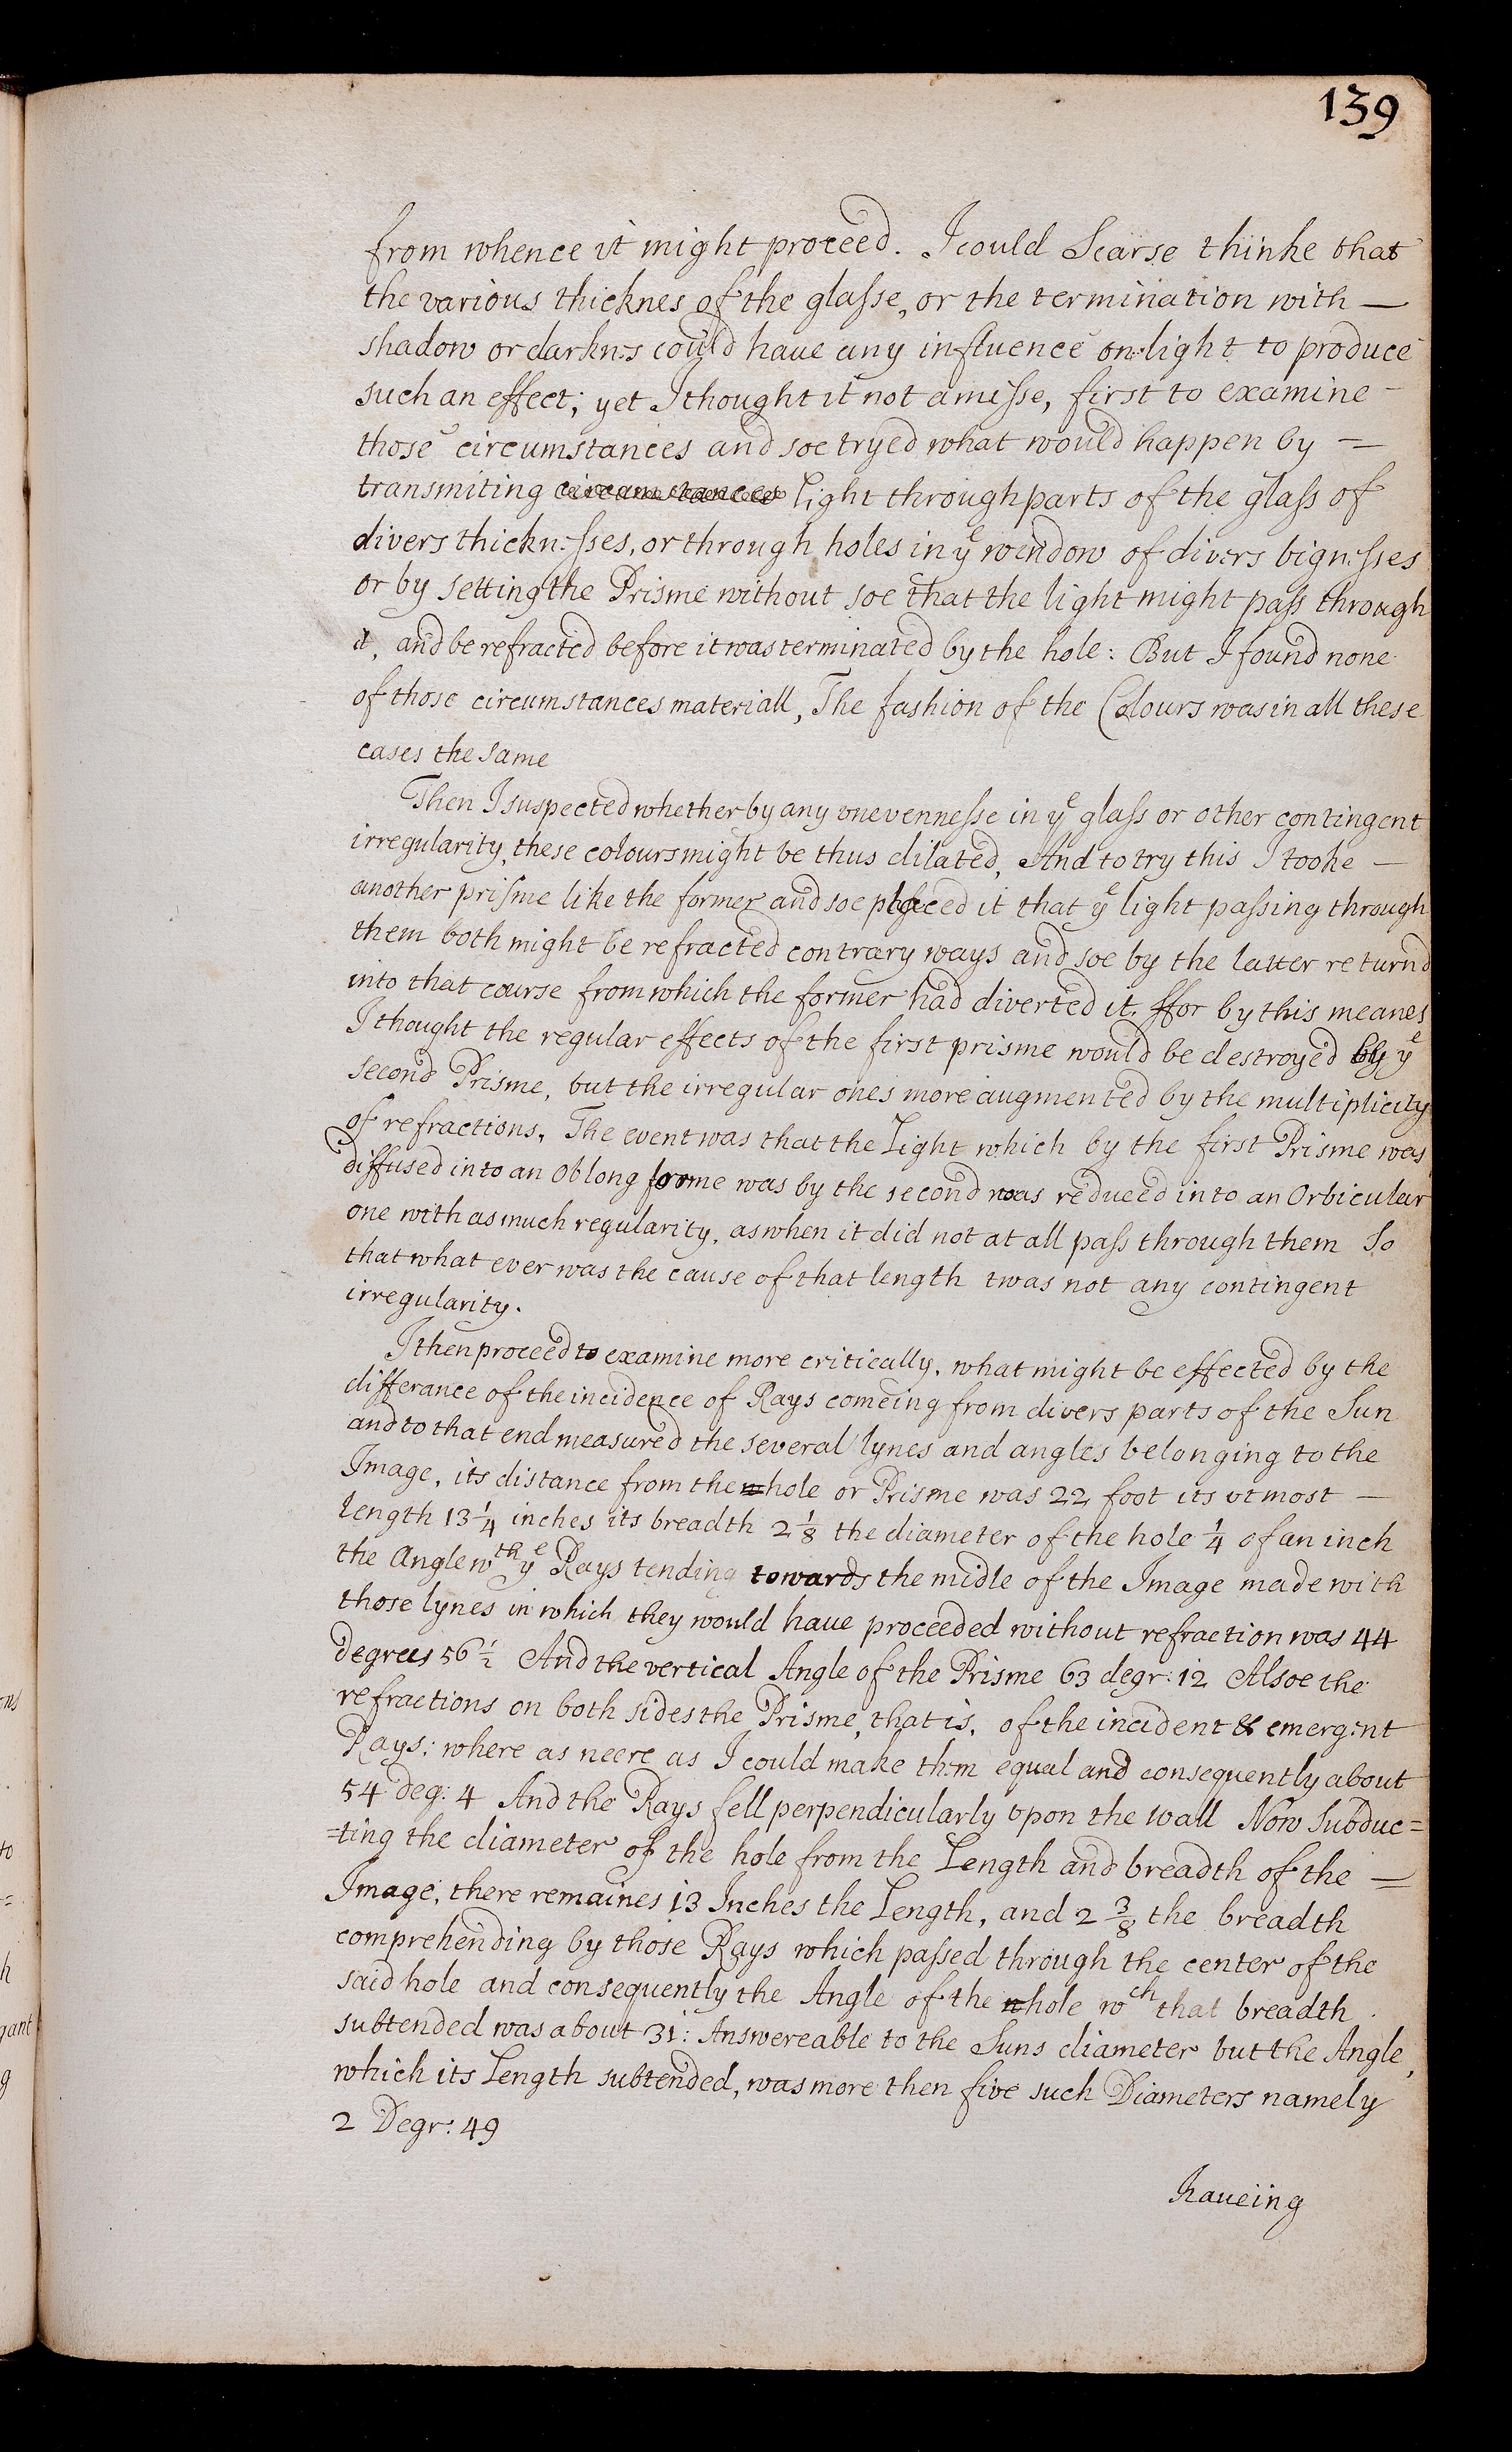 139
from whence it might proceed. I could Scarse thinke that
the various thicknes of the glasse, or the termination with —
shadow or darknes could have any influence on light to produce
such an effect; yet I thought it not amisse, first to examine -
those circumstances and soe tryed what would happen by =
transmiting circumstances light through parts of the glass of
divers thicknesses, or through holes in ye wendow of divers bignesses
or by setting the Prisme without soe that the light might pass through
it, and be refracted before it was terminated by the hole: But I found none
of those circumstances materiall, The fashion of the Colours was in all these
cases the same
Then I suspected whether by any vnevennesse in ye glass or other contingent
irregularity, these colours might be thus dilated, And to try this I tooke —
another prisme like the former and soe placed it that ye light passing through
them both might be refracted contrary ways and soe by the latter returnd
into that course from which the former had diverted it. ffor by this meanes
I thought the regular effects of the first prisme would be destroyed by ye
second Prisme, but the irregular ones more augmented by the multiplicity
of refractions, The event was that the Light which by the first Prisme was
diffused into an Oblong forme was by the second was reduced into an Orbicular
one with as much regularity, as when it did not at all pass through them So
that what ever was the cause of that length twas not any contingent
irregularity.
I then proceed to examine more critically, what might be effected by the
differance of the incidence of Rays comeing from divers parts of the Sun
and to that end measured the several lynes and angles belonging to the
Image, its distance from the hole or Prisme was 22 foot its vtmost —
length 13 1/4 inches its breadth 2 1/8 the diameter of the hole 1/4 of an inch
the Angle wth ye Rays tending towards the midle of the Image made with
those lynes in which they would haue proceeded without refraction was 44
degrees 56 1/2 And the vertical Angle of the Prisme 63 degr: 12 Alsoe the
refractions on both sides the Prisme, that is, of the incident & emergent
Rays: where as neere as I could make them equal and consequently about
54 deg: 4 And the Rays fell perpendicularly vpon the wall Now Subduc=
=ting the diameter of the hole from the Length and breadth of the =
Image, there remaines 13 Inches the Length, and 2 3/8 the breadth
comprehending by those Rays which passed through the center of the
said hole and consequently the Angle of the hole wch that breadth
subtended was about 31: Answereable to the Suns diameter but the Angle,
which its Length subtended, was more then five such Diameters namely
2 Degr: 49
haueing
ons
to
=
h
gant
g